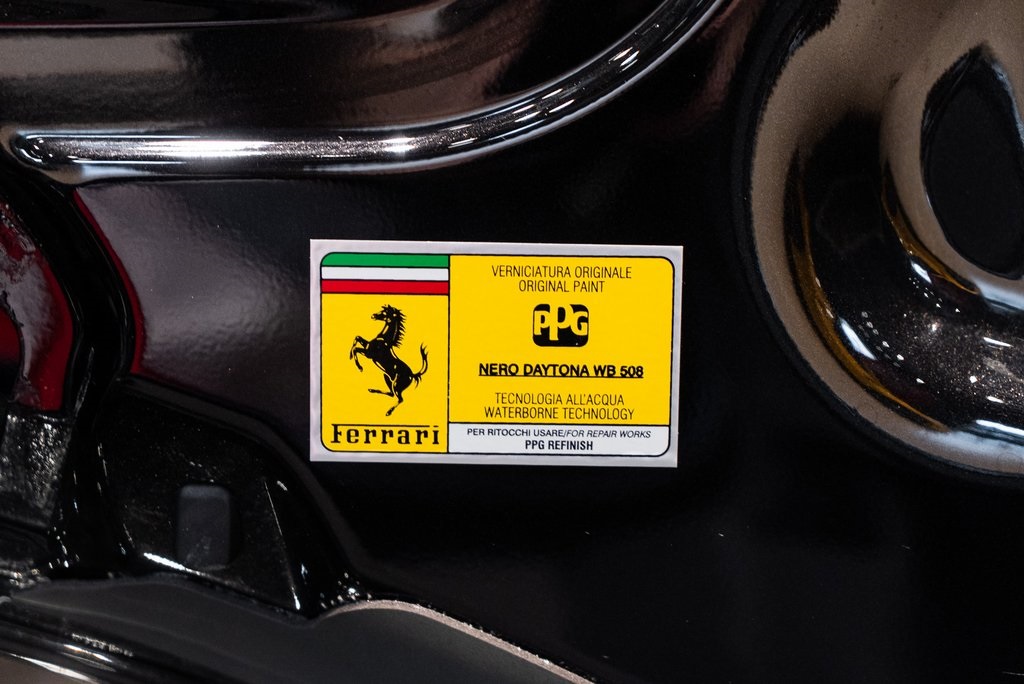 VERNICIATURA ORIGINALE
ORIGINAL PAINT
PPG
NERO DAYTONA WB 508
TECNOLOGIA ALL'ACQUA
WATERBORNE TECHNOLOGY
Ferrari
PER RITOCCHI USARE/FOR REPAIR WORKS
PPG REFINISH